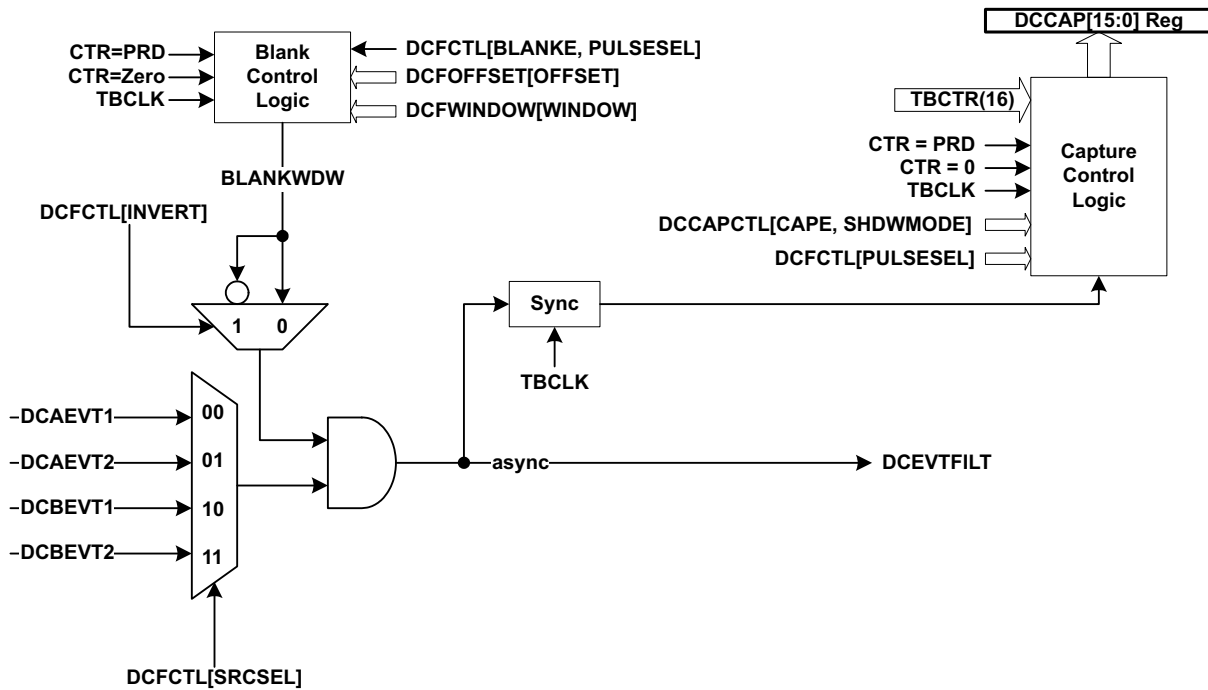 DCCAP[15:0] Reg
CTR=PRD
CTR=Zero
TBCLK
Blank
Control
Logic
DCFCTL[BLANKE, PULSESEL]
DCFOFFSET[OFFSET]
DCFWINDOW[WINDOW]
TBCTR(16)
CTR = PRD
CTR = 0
TBCLK
Capture
Control
Logic
DCCAPCTL[CAPE, SHDWMODE]
DCFCTL[PULSESEL]
BLANKWDW
DCFCTL[INVERT]
1 0
Sync
TBCLK
–DCAEVT1
–DCAEVT2
–DCBEVT1
–DCBEVT2
00
01
10
11
async
DCEVTFILT
DCFCTL[SRCSEL]